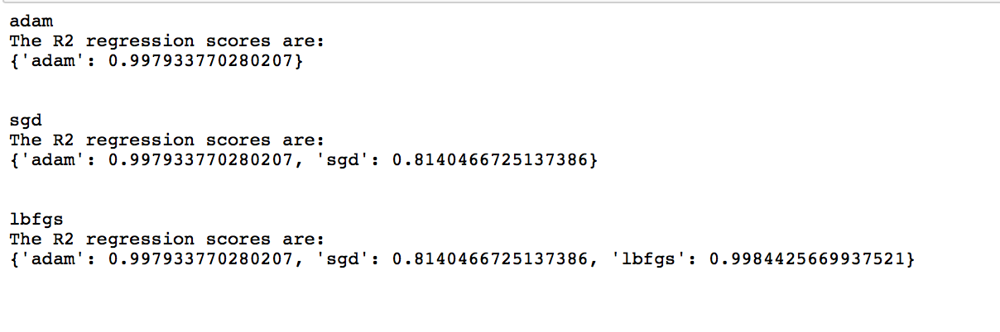 adam
The R2 regression scores are:
{'adam': 0.997933770280207}
sgd
The R2 regression scores are:
{'adam': 0.997933770280207, 'sgd': 0.8140466725137386}
lbfgs
The R2 regression scores are:
{'adam': 0.997933770280207, 'sgd': 0.8140466725137386, 'lbfgs': 0.9984425669937521}